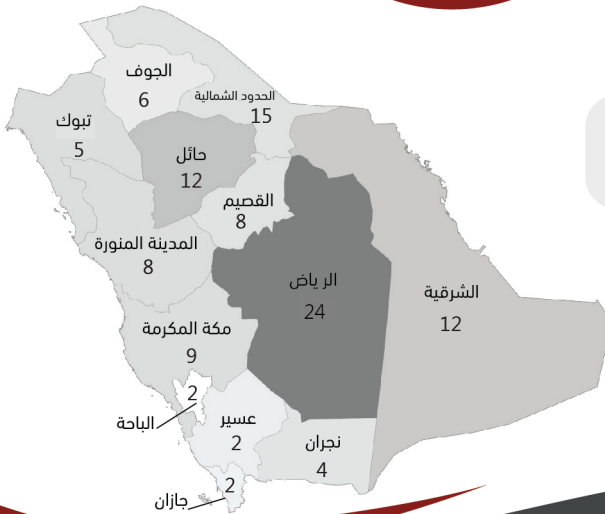 الجوف
6
الحدود الشمالية
15
تبوك
5
حائل
12
القصيم
8
المدينة المنورة
8
الرياض
24
الشرقية
12
مكة المكرمة
9
2
الباحة
عسير
2
نجران
4
2
جازان